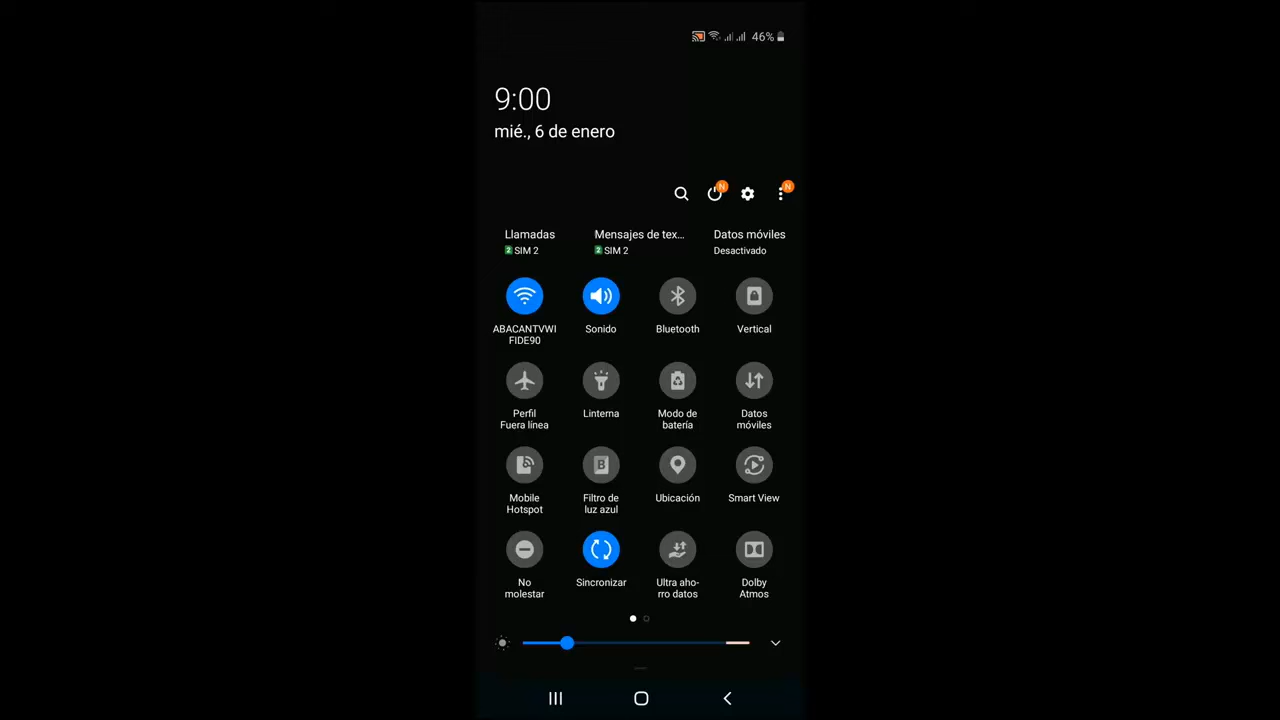 46%
9:00
mié., 6 de enero
N
N
Llamadas
Mensajes de tex...
Datos móviles
2 SIM 2
2 SIM 2
Desactivado
ABACANTVWI
FIDE90
Sonido
Bluetooth
Vertical
Perfil
Fuera línea
Linterna
Modo de
batería
Datos
móviles
Mobile
Hotspot
Filtro de
luz azul
Ubicación
Smart View
No
molestar
Sincronizar
Ultra aho-
rro datos
Dolby
Atmos